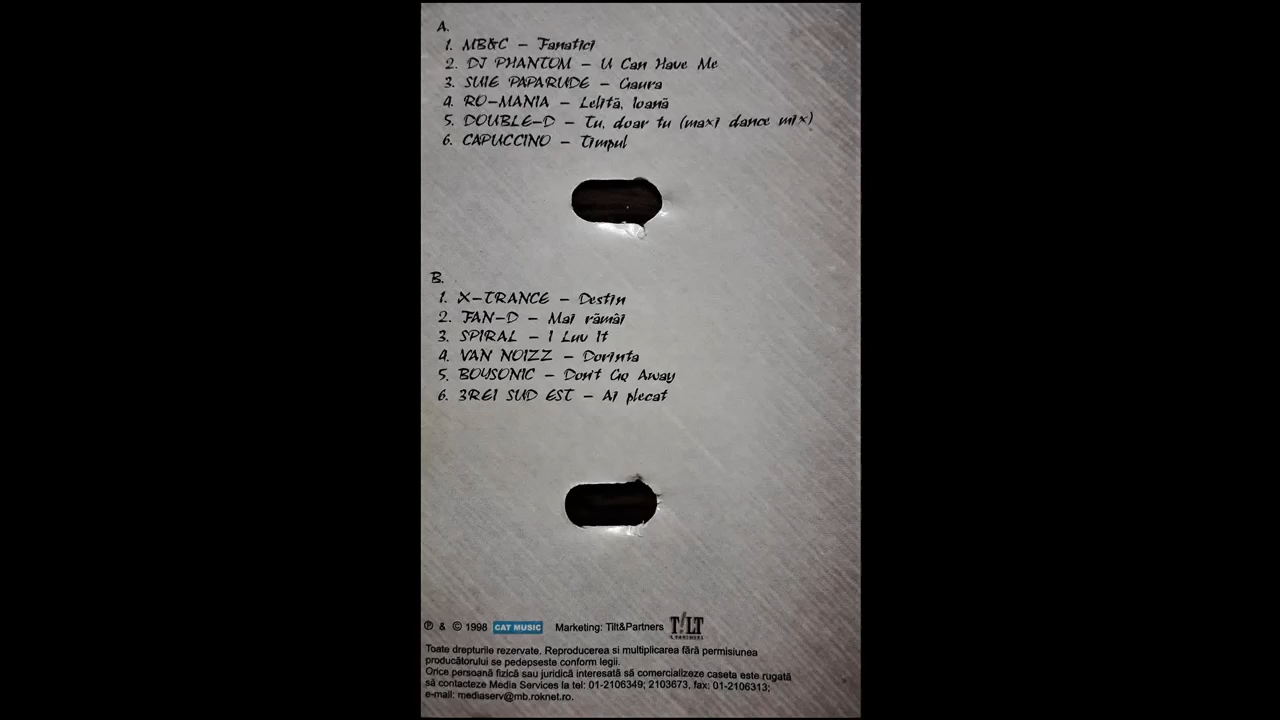 A.
1. MB&C – Fanatici
2. DJ PHANTOM – U Can Have Me
3. SUIE PAPARUDE – Gaura
4. RO-MANIA – Leliță, Ioană
5. DOUBLE-D – Tu, doar tu (maxi dance mix)
6. CAPUCCINO – Timpul
B.
1. X-TRANCE – Destin
2. FAN-D – Mai rămâi
3. SPIRAL – I Luv It
4. VAN NOIZZ – Dorinta
5. BOYSONIC – Don't Go Away
6. 3REI SUD EST – Ai plecat
℗ & © 1998 CAT MUSIC Marketing: Tilt&Partners T!LT & PARTNERS
Toate drepturile rezervate. Reproducerea si multiplicarea fără permisiunea
producătorului se pedepseste conform legii.
Orice persoană fizică sau juridică interesată să comercializeze caseta este rugată
să contacteze Media Services la tel: 01-2106349; 2103673, fax: 01-2106313;
e-mail: mediaserv@mb.roknet.ro.